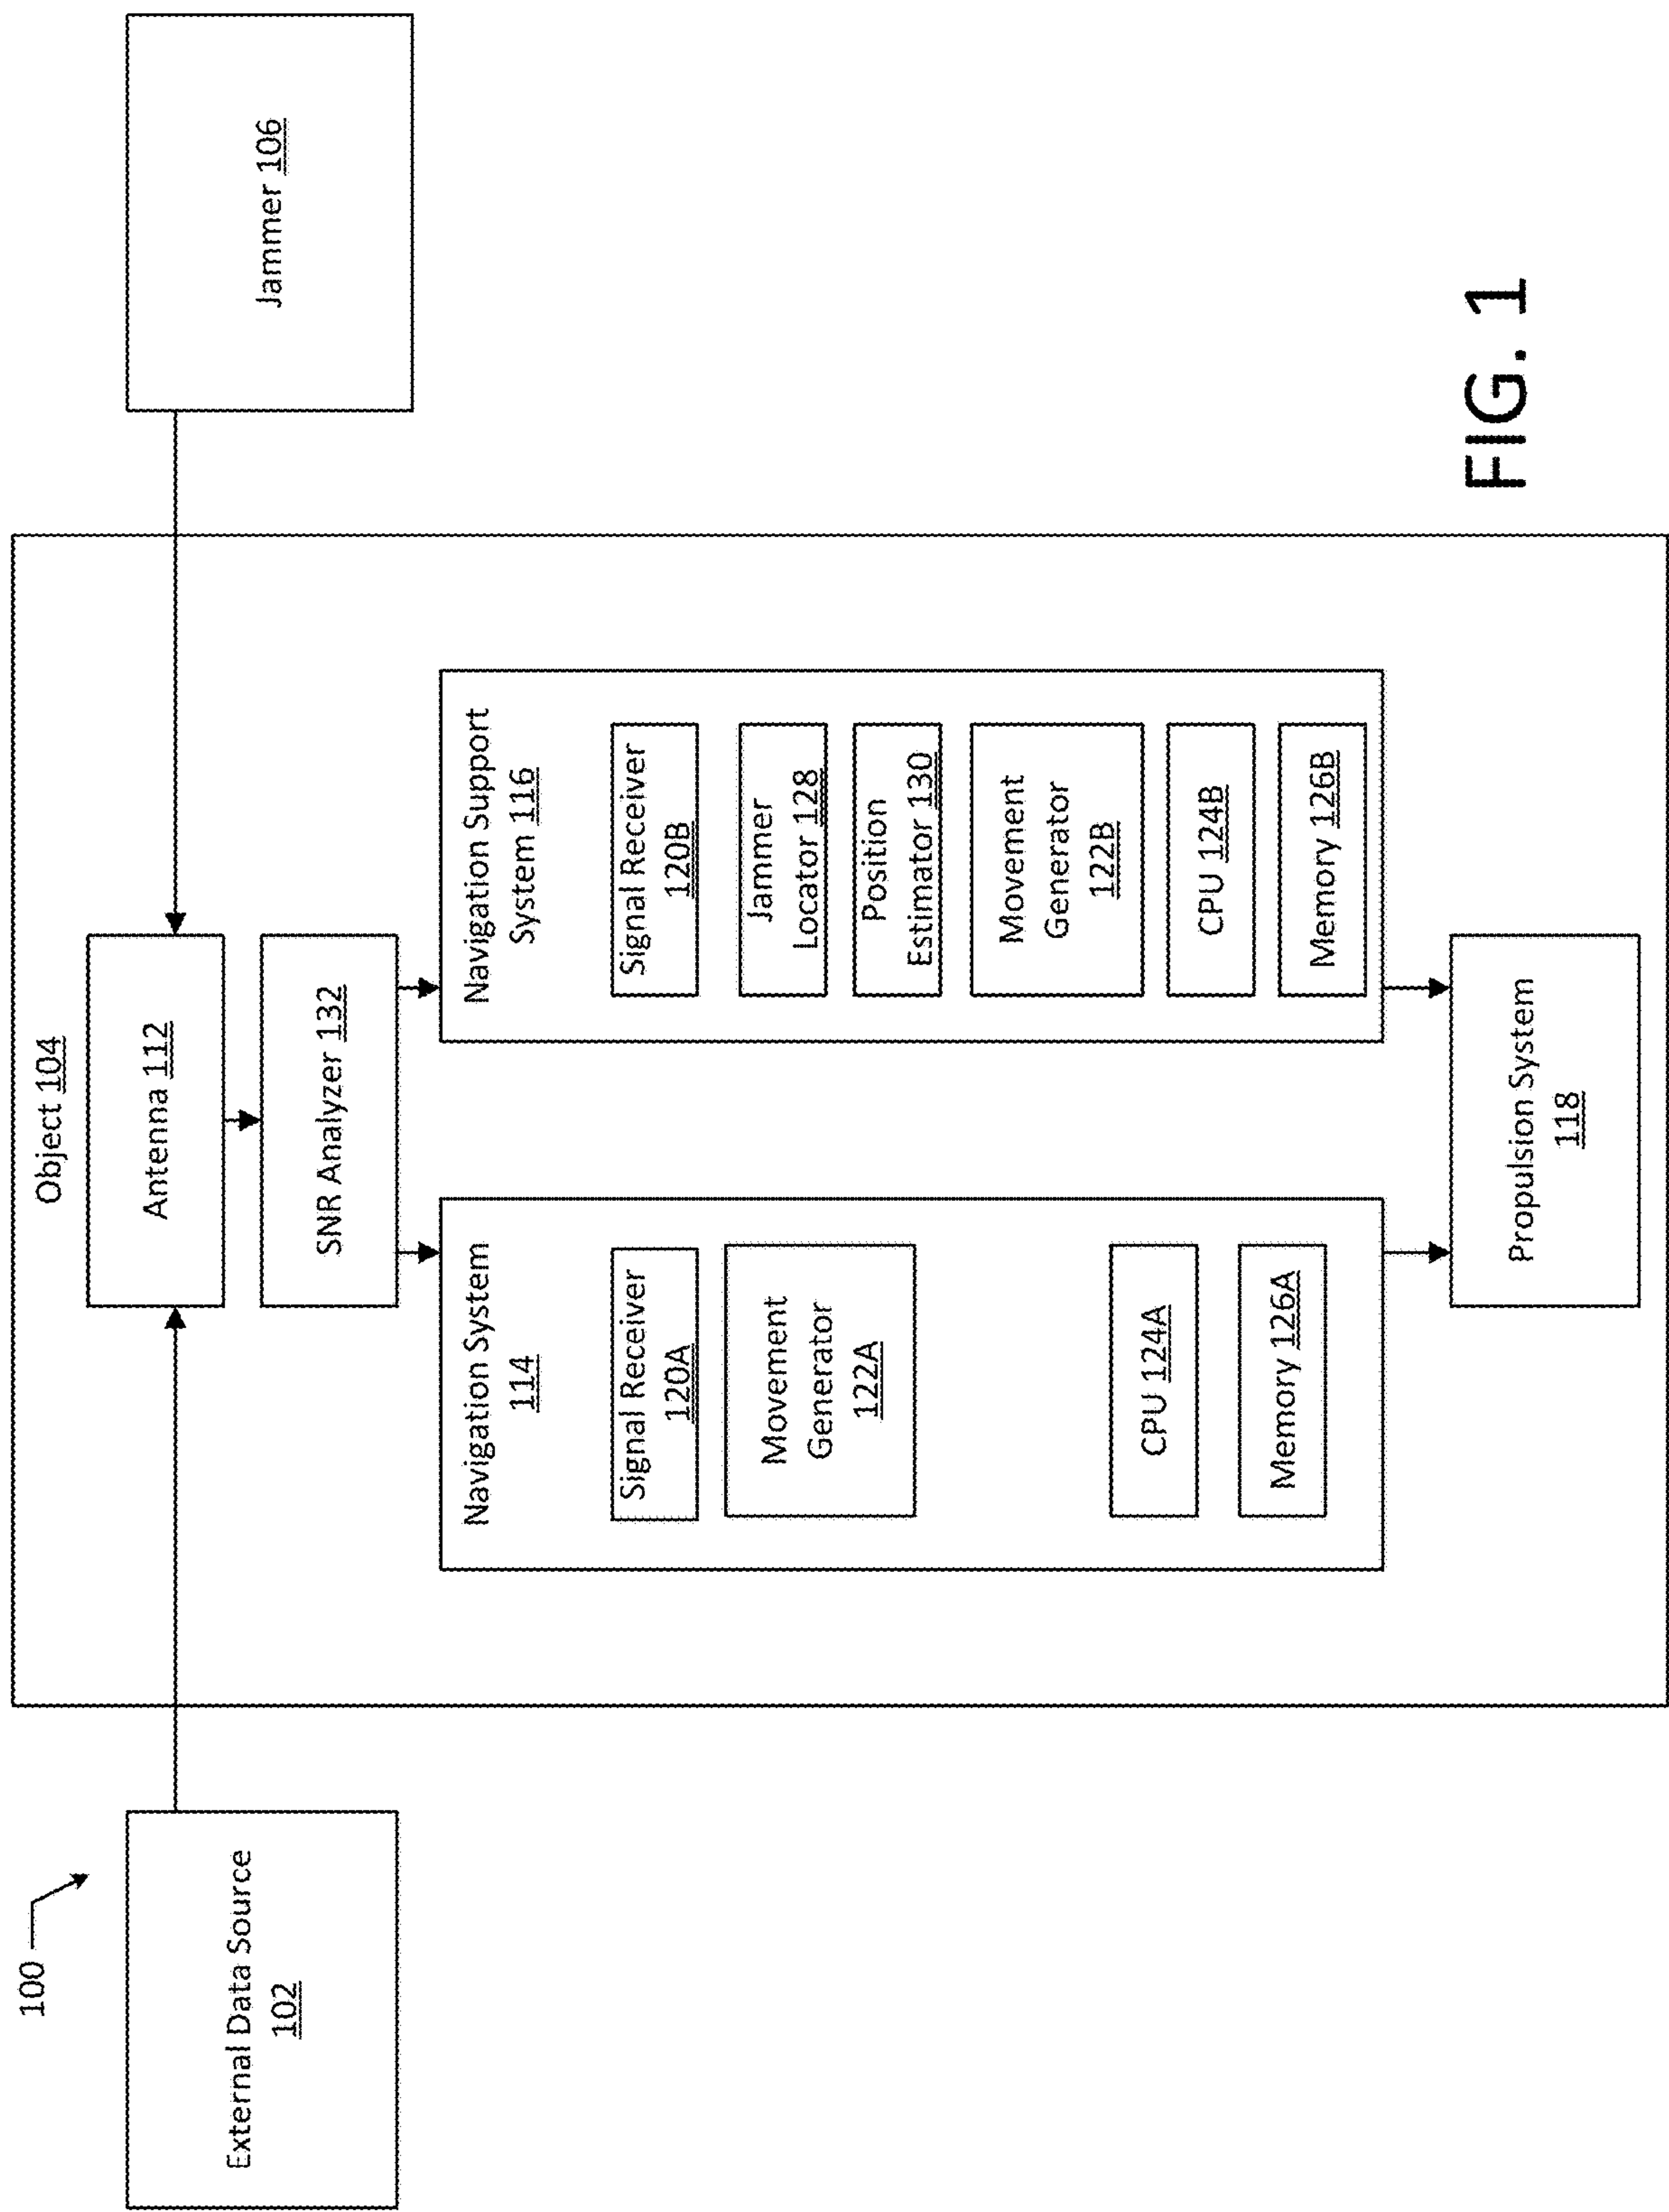 100
External Data Source
102
Object 104
Antenna 112
SNR Analyzer 132
Jammer 106
Navigation System
114
Signal Receiver
120A
Movement
Generator
122A
CPU 124A
Memory 126A
Navigation Support
System 116
Signal Receiver
120B
Jammer
Locator 128
Position
Estimator 130
Movement
Generator
122B
CPU 124B
Memory 126B
Propulsion System
118
FIG. 1